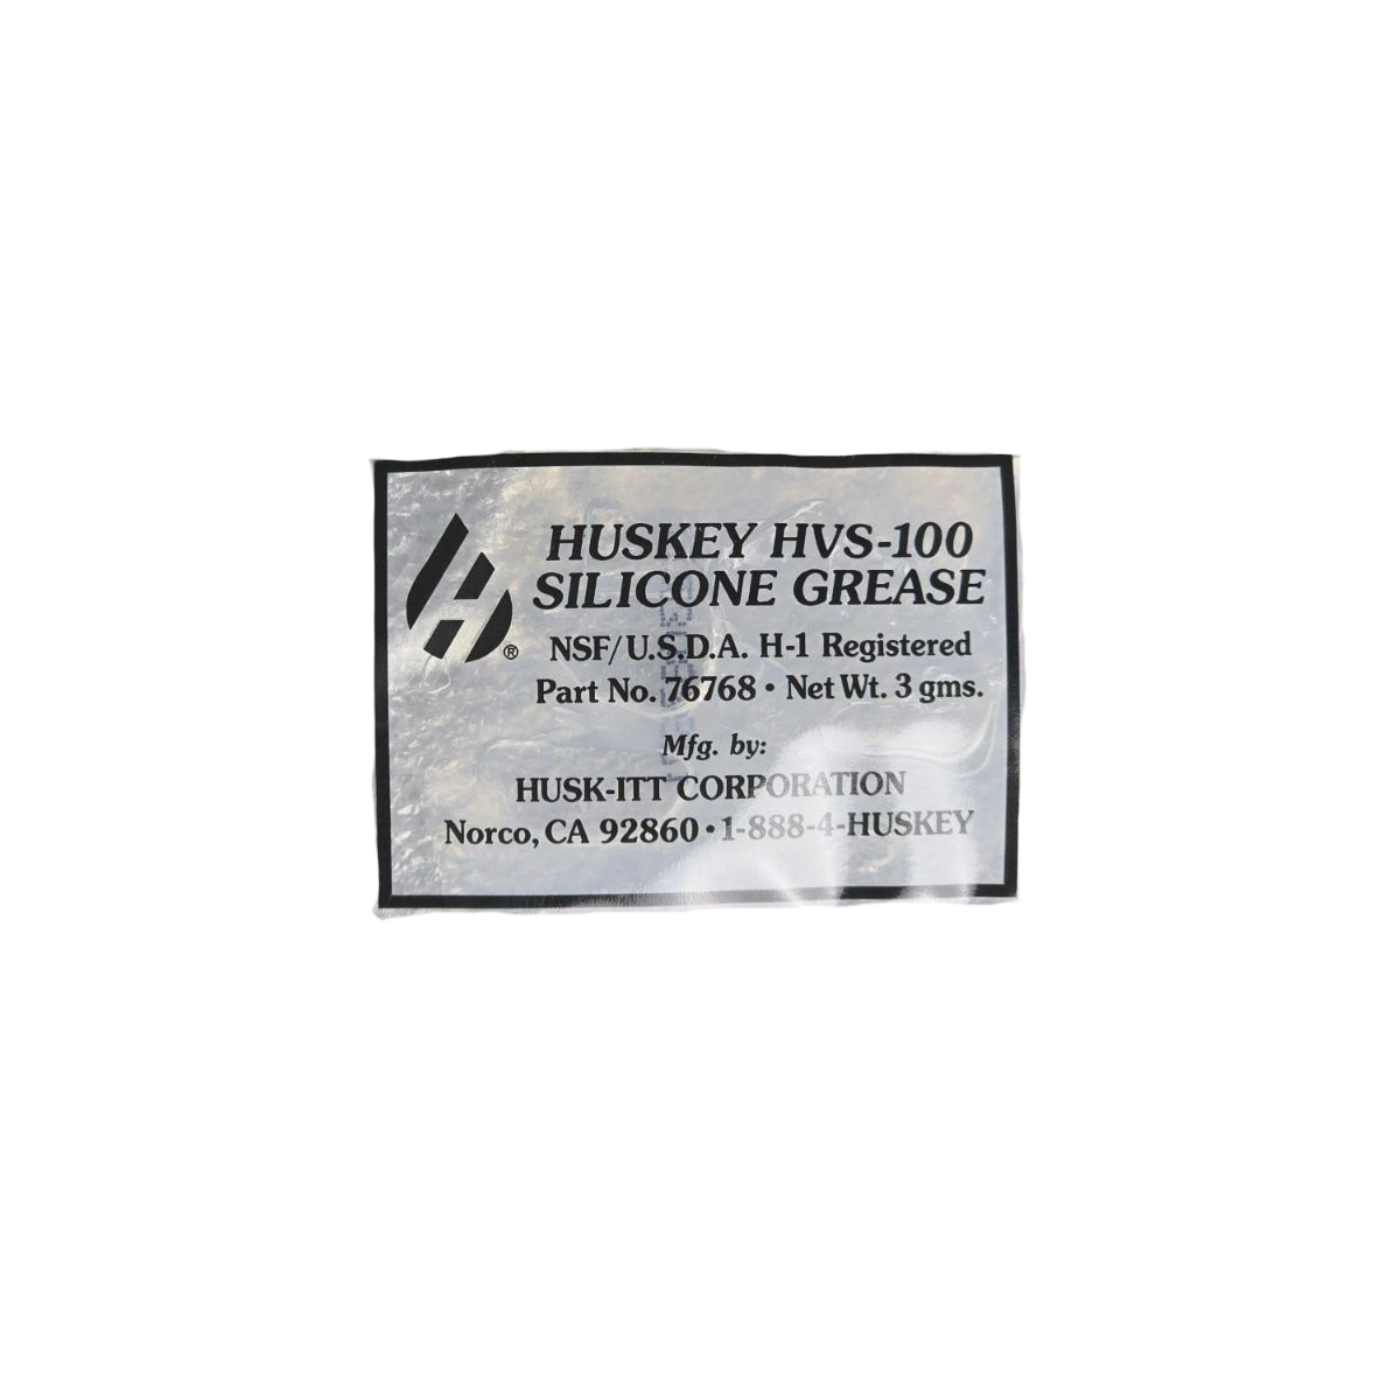 HUSKEY HVS-100
SILICONE GREASE
® NSF/U.S.D.A. H-1 Registered
Part No. 76768 • Net Wt. 3 gms.
Mfg. by:
HUSK-ITT CORPORATION
Norco, CA 92860 • 1-888-4-HUSKEY